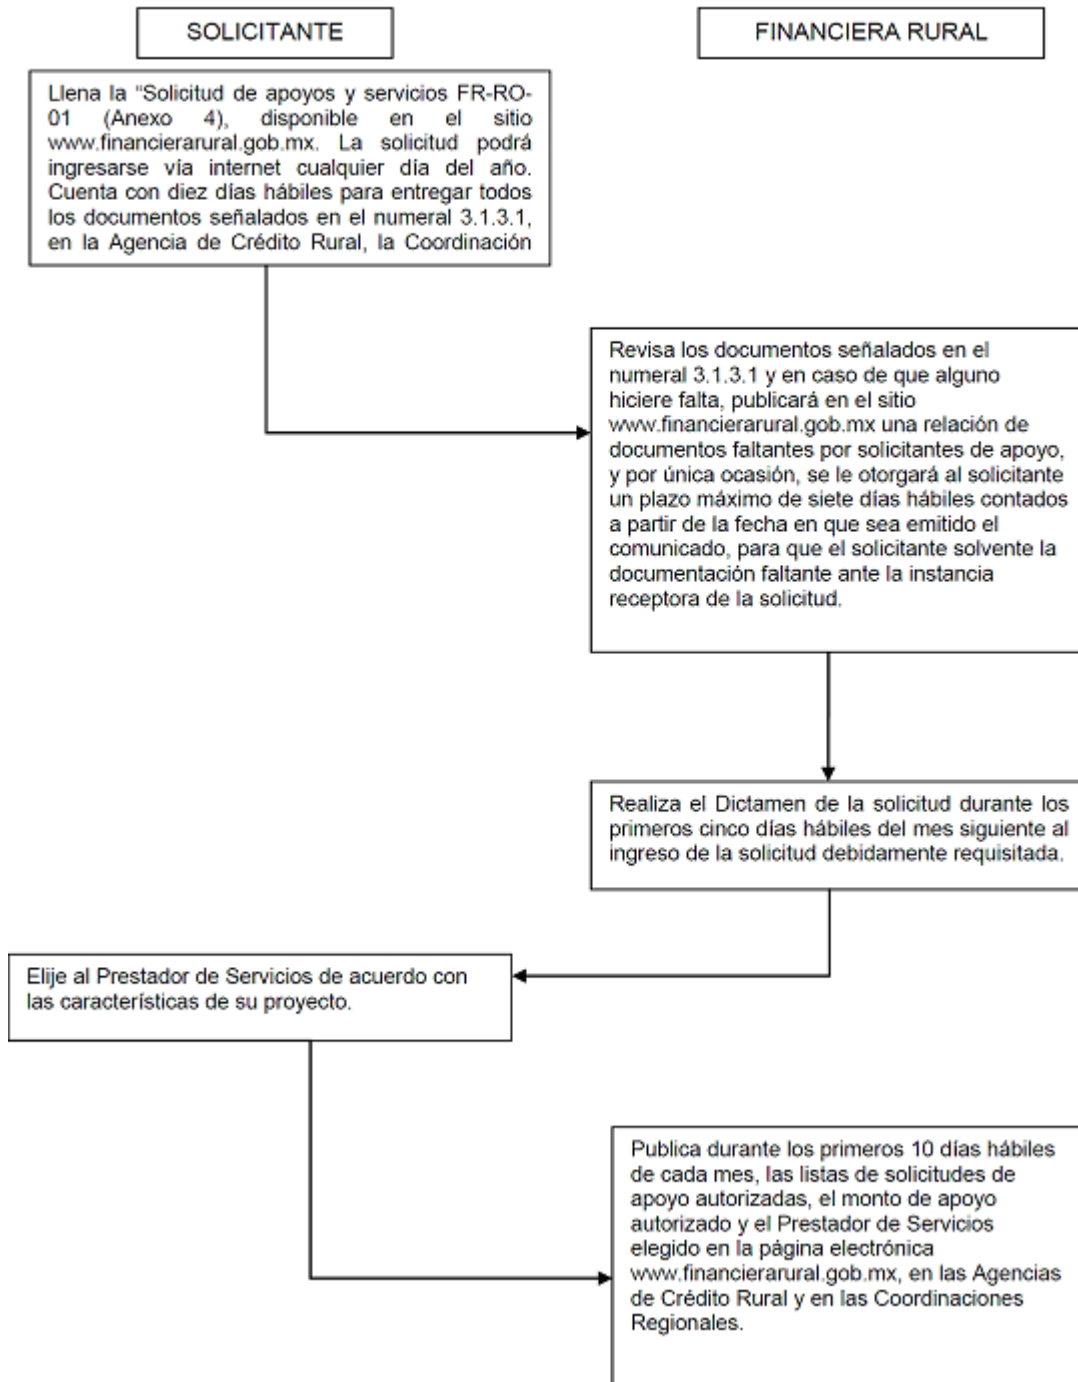 SOLICITANTE
FINANCIERA RURAL
Llena la “Solicitud de apoyos y servicios FR-RO-
01 (Anexo 4), disponible en el sitio
www.financierarural.gob.mx. La solicitud podrá
ingresarse vía internet cualquier día del año.
Cuenta con diez días hábiles para entregar todos
los documentos señalados en el numeral 3.1.3.1,
en la Agencia de Crédito Rural, la Coordinación
Revisa los documentos señalados en el
numeral 3.1.3.1 y en caso de que alguno
hiciere falta, publicará en el sitio
www.financierarural.gob.mx una relación de
documentos faltantes por solicitantes de apoyo,
y por única ocasión, se le otorgará al solicitante
un plazo máximo de siete días hábiles contados
a partir de la fecha en que sea emitido el
comunicado, para que el solicitante solvente la
documentación faltante ante la instancia
receptora de la solicitud.
Realiza el Dictamen de la solicitud durante los
primeros cinco días hábiles del mes siguiente al
ingreso de la solicitud debidamente requisitada.
Elije al Prestador de Servicios de acuerdo con
las características de su proyecto.
Publica durante los primeros 10 días hábiles
de cada mes, las listas de solicitudes de
apoyo autorizadas, el monto de apoyo
autorizado y el Prestador de Servicios
elegido en la página electrónica
www.financierarural.gob.mx, en las Agencias
de Crédito Rural y en las Coordinaciones
Regionales.